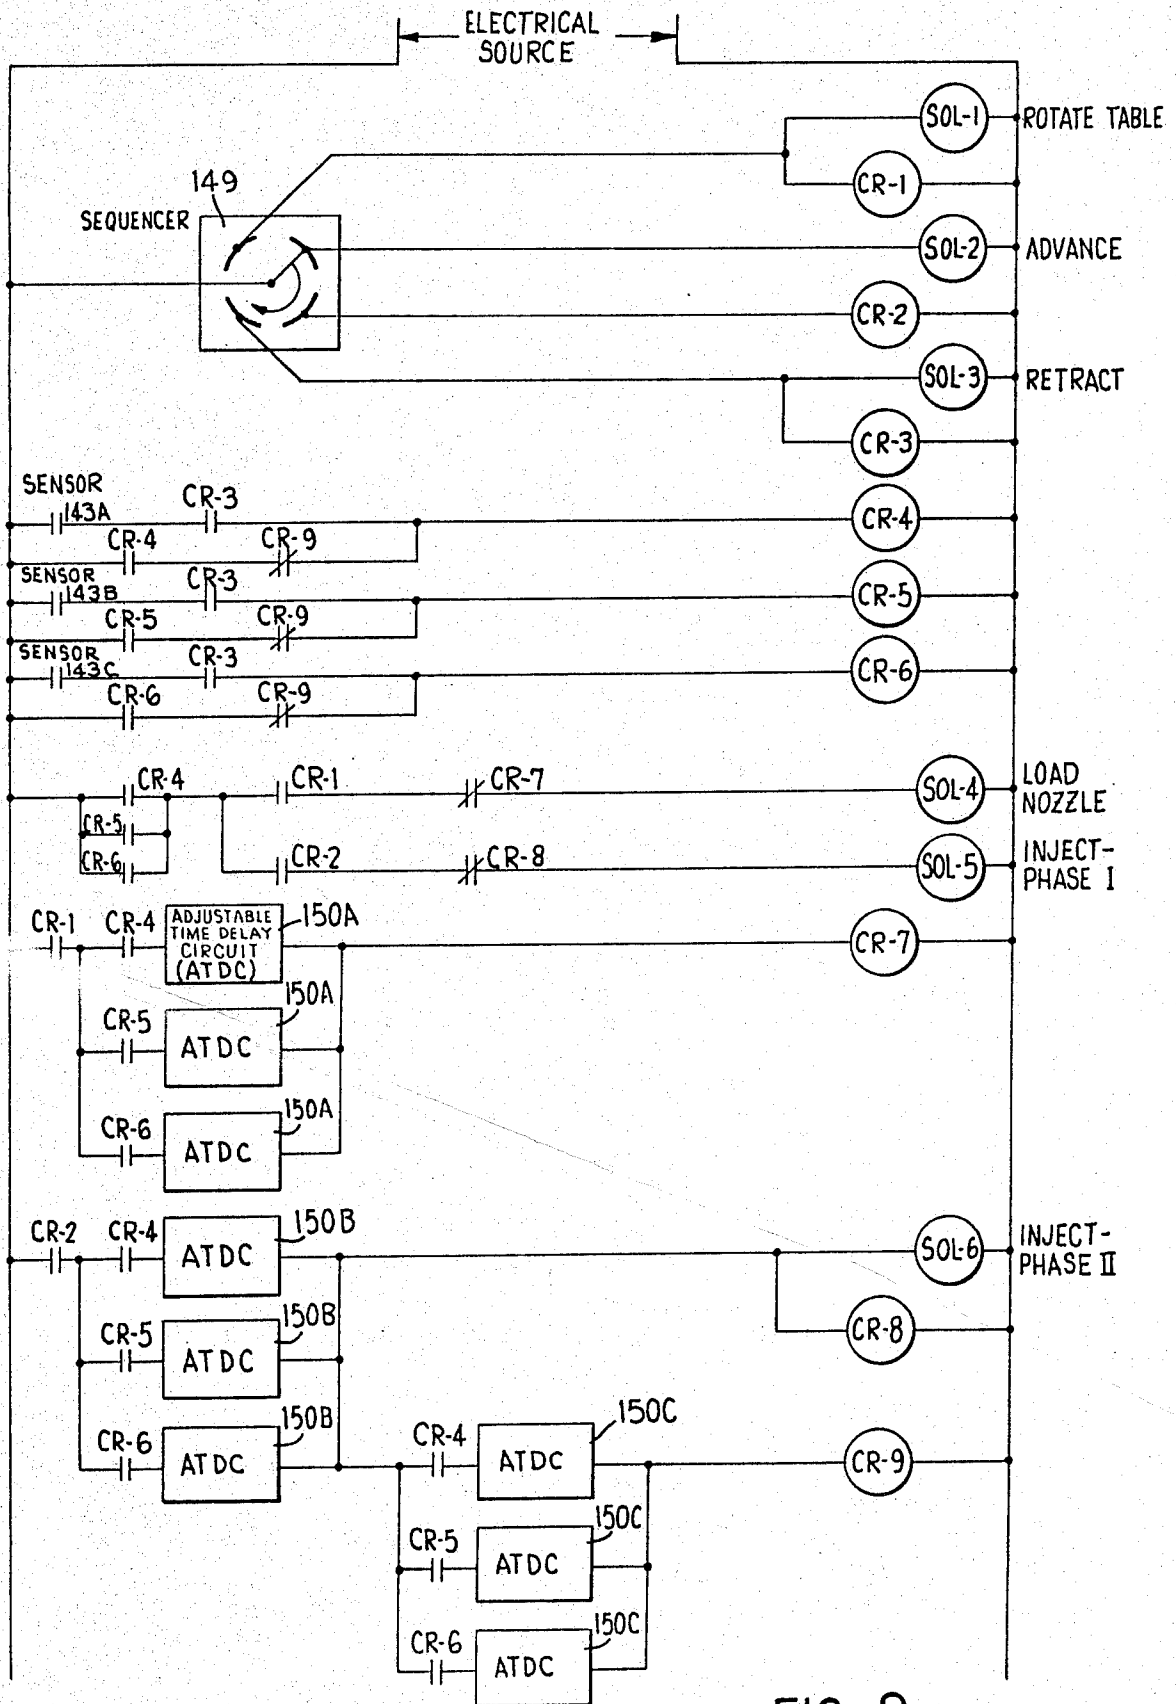 ELECTRICAL
SOURCE
SOL-1
ROTATE TABLE
CR-1
149
SEQUENCER
SOL-2
ADVANCE
CR-2
SOL-3
RETRACT
CR-3
SENSOR
143A
CR-3
CR-4
CR-4
CR-9
SENSOR
143B
CR-3
CR-5
CR-5
CR-9
SENSOR
143C
CR-3
CR-6
CR-6
CR-9
CR-4
CR-1
CR-7
SOL-4
LOAD
NOZZLE
CR-5
CR-6
CR-2
CR-8
SOL-5
INJECT-
PHASE I
CR-1
CR-4
ADJUSTABLE
TIME DELAY
CIRCUIT
(ATDC)
150A
CR-7
CR-5
ATDC
150A
CR-6
ATDC
150A
CR-2
CR-4
ATDC
150B
SOL-6
INJECT-
PHASE II
CR-5
ATDC
150B
CR-8
CR-6
ATDC
150B
CR-4
ATDC
150C
CR-9
CR-5
ATDC
150C
CR-6
ATDC
150C